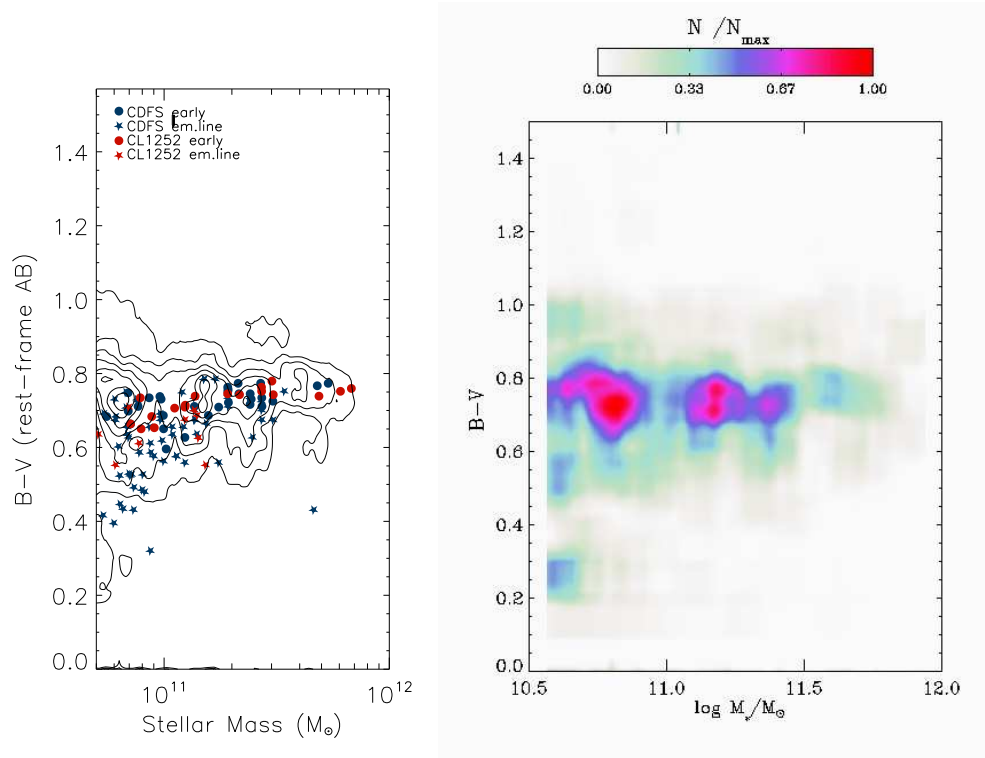 CDFS early
CDFS em.line
CL1252 early
CL1252 em.line
1.4
1.2
1.0
0.8
0.6
0.4
0.2
0.0
B-V (rest-frame AB)
10¹¹
10¹²
Stellar Mass (M☉)
N /Nmax
0.00 0.33 0.67 1.00
1.4
1.2
1.0
0.8
0.6
0.4
0.2
0.0
B-V
10.5 11.0 11.5 12.0
log M*/M☉